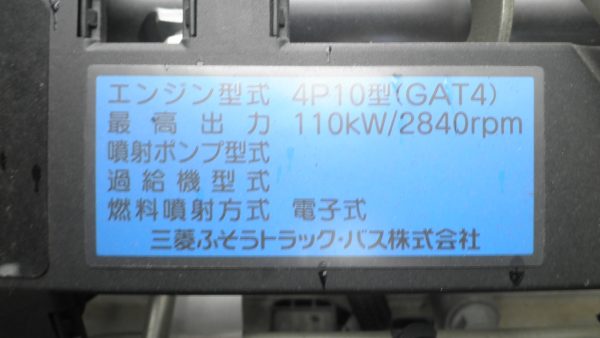 エンジン型式 4P10型(GAT4)
最高出力 110kW/2840rpm
噴射ポンプ型式
過給機型式
燃料噴射方式 電子式
三菱ふそうトラック・バス株式会社